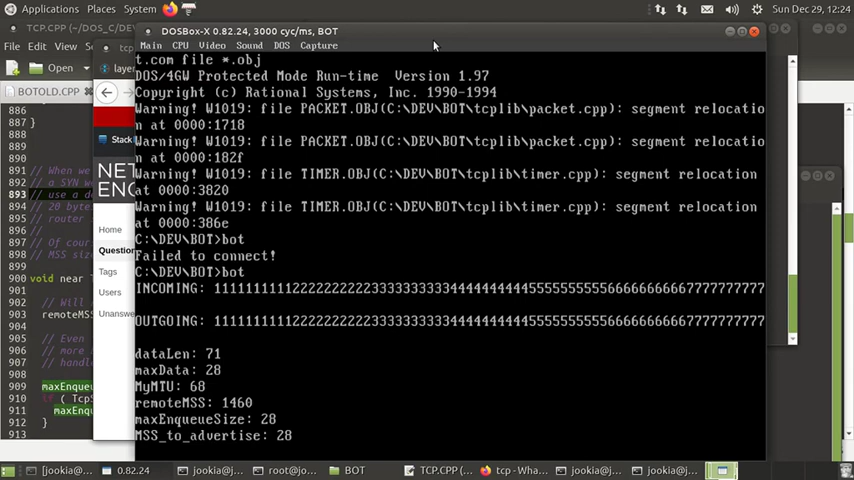 Applications Places System
Sun Dec 29, 12:24
TCP.CPP (~/DOS_C/DEV
DOSBox-X 0.82.24, 3000 cyc/ms, BOT
File Edit
Main CPU Video Sound DOS Capture
Open
BOTOLD.CPP
t.com file *.obj
DOS/4GW Protected Mode Run-time  Version 1.97
Copyright (c) Rational Systems, Inc. 1990-1994
Warning! W1019: file PACKET.OBJ(C:\DEV\BOT\tcplib\packet.cpp): segment relocatio
n at 0000:1718
Warning! W1019: file PACKET.OBJ(C:\DEV\BOT\tcplib\packet.cpp): segment relocatio
n at 0000:182f
Warning! W1019: file TIMER.OBJ(C:\DEV\BOT\tcplib\timer.cpp): segment relocation
at 0000:3820
Warning! W1019: file TIMER.OBJ(C:\DEV\BOT\tcplib\timer.cpp): segment relocation
at 0000:386e
C:\DEV\BOT>bot
Failed to connect!
C:\DEV\BOT>bot
INCOMING: 1111111111222222222233333333334444444444555555555566666666667777777
OUTGOING: 1111111111222222222233333333334444444444555555555566666666667777777
dataLen: 71
maxData: 28
MyMTU: 68
remoteMSS: 1460
maxEnqueueSize: 28
MSS_to_advertise: 28
886
887 }
888
889
890
891 // When we
892 // a SYN w
893 // use a d
894 // 20 byte
895 // router
896 //
897 // Of cour
898 // MSS siz
899
900 void near T
901
902 // Will
903 remoteMSS
904
905 // Even
906 // more
907 // handl
908
909 maxEnque
910 if ( TcpS
911 maxEn
912 }
913
Stack
NET
ENG
Home
Question
Tags
Users
Unanswe
[jookia@j...
0.82.24
jookia@j...
root@jo...
BOT
TCP.CPP (...
tcp - Wha...
jookia@j...
jookia@j...